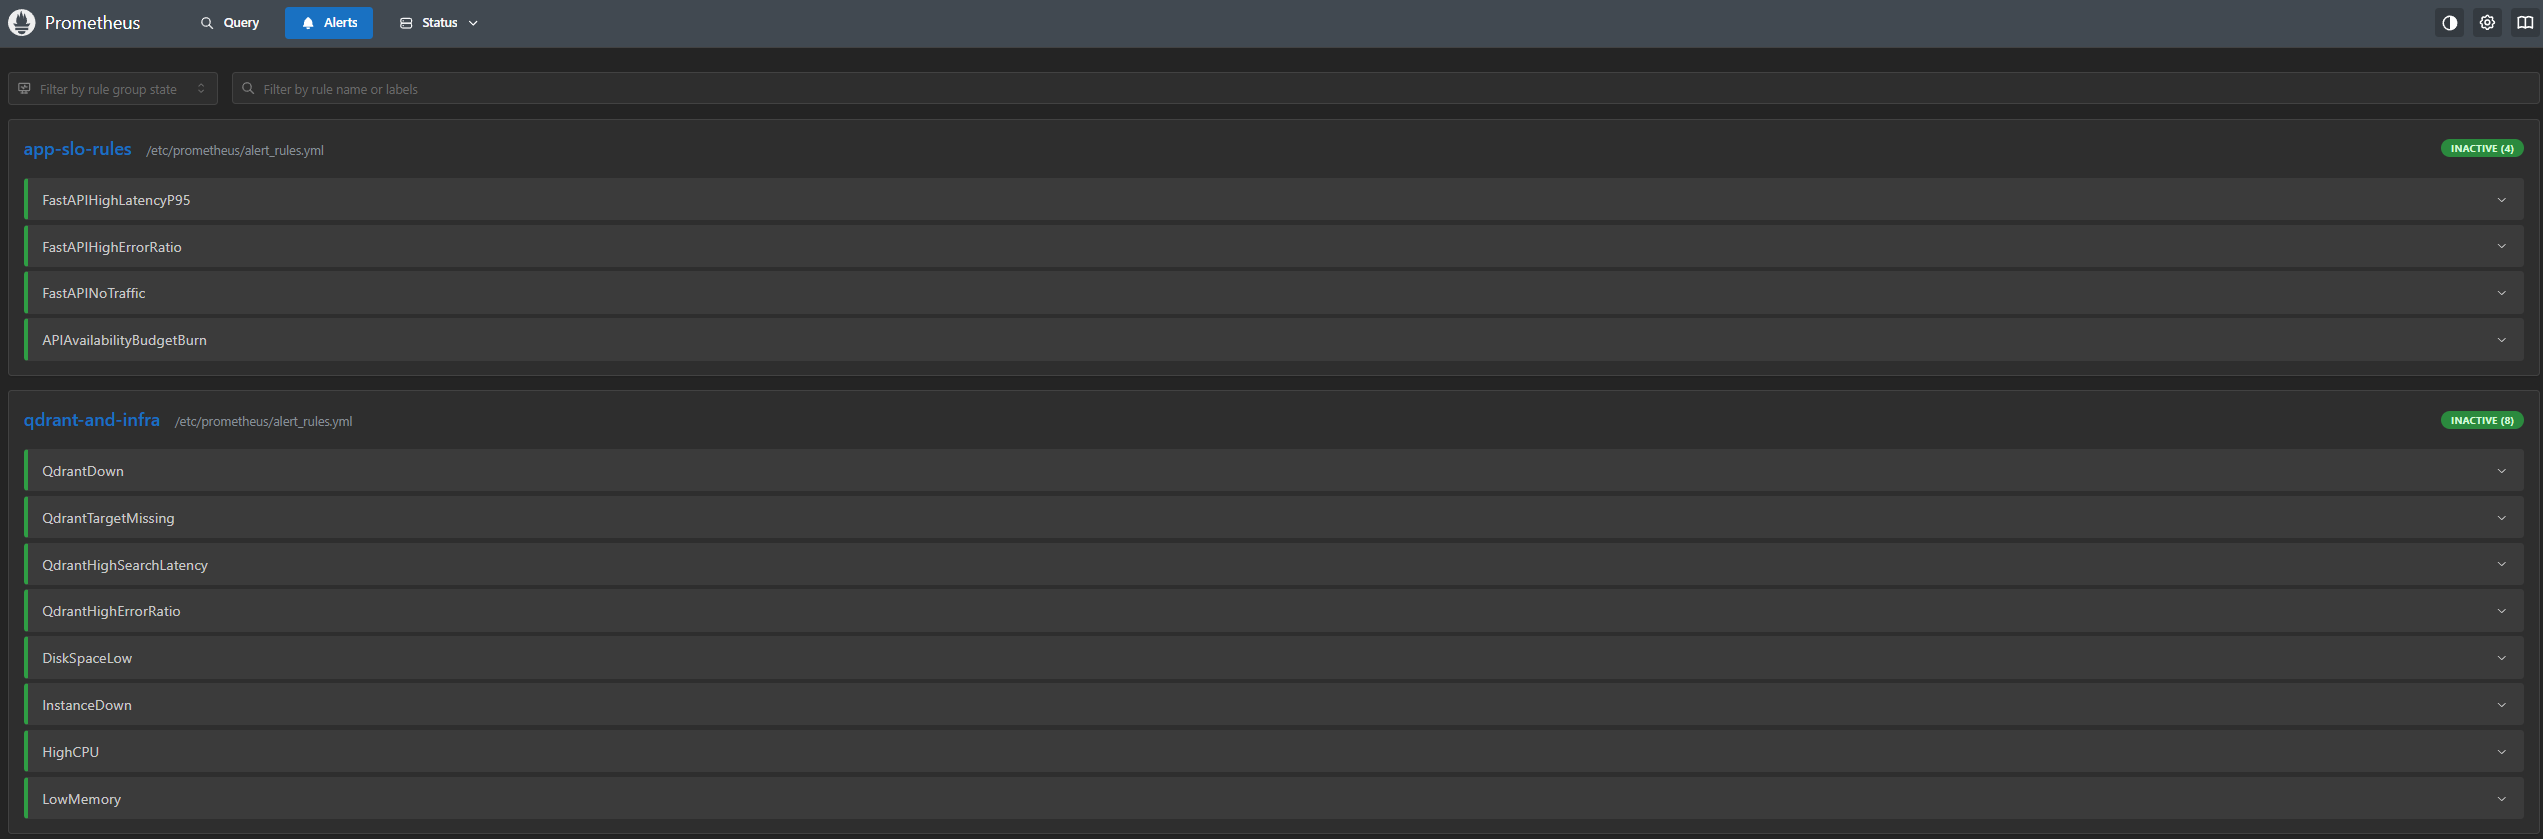 Prometheus Query Alerts Status
Filter by rule group state Filter by rule name or labels
app-slo-rules /etc/prometheus/alert_rules.yml INACTIVE (4)
FastAPIHighLatencyP95
FastAPIHighErrorRatio
FastAPINoTraffic
APIAvailabilityBudgetBurn
qdrant-and-infra /etc/prometheus/alert_rules.yml INACTIVE (8)
QdrantDown
QdrantTargetMissing
QdrantHighSearchLatency
QdrantHighErrorRatio
DiskSpaceLow
InstanceDown
HighCPU
LowMemory